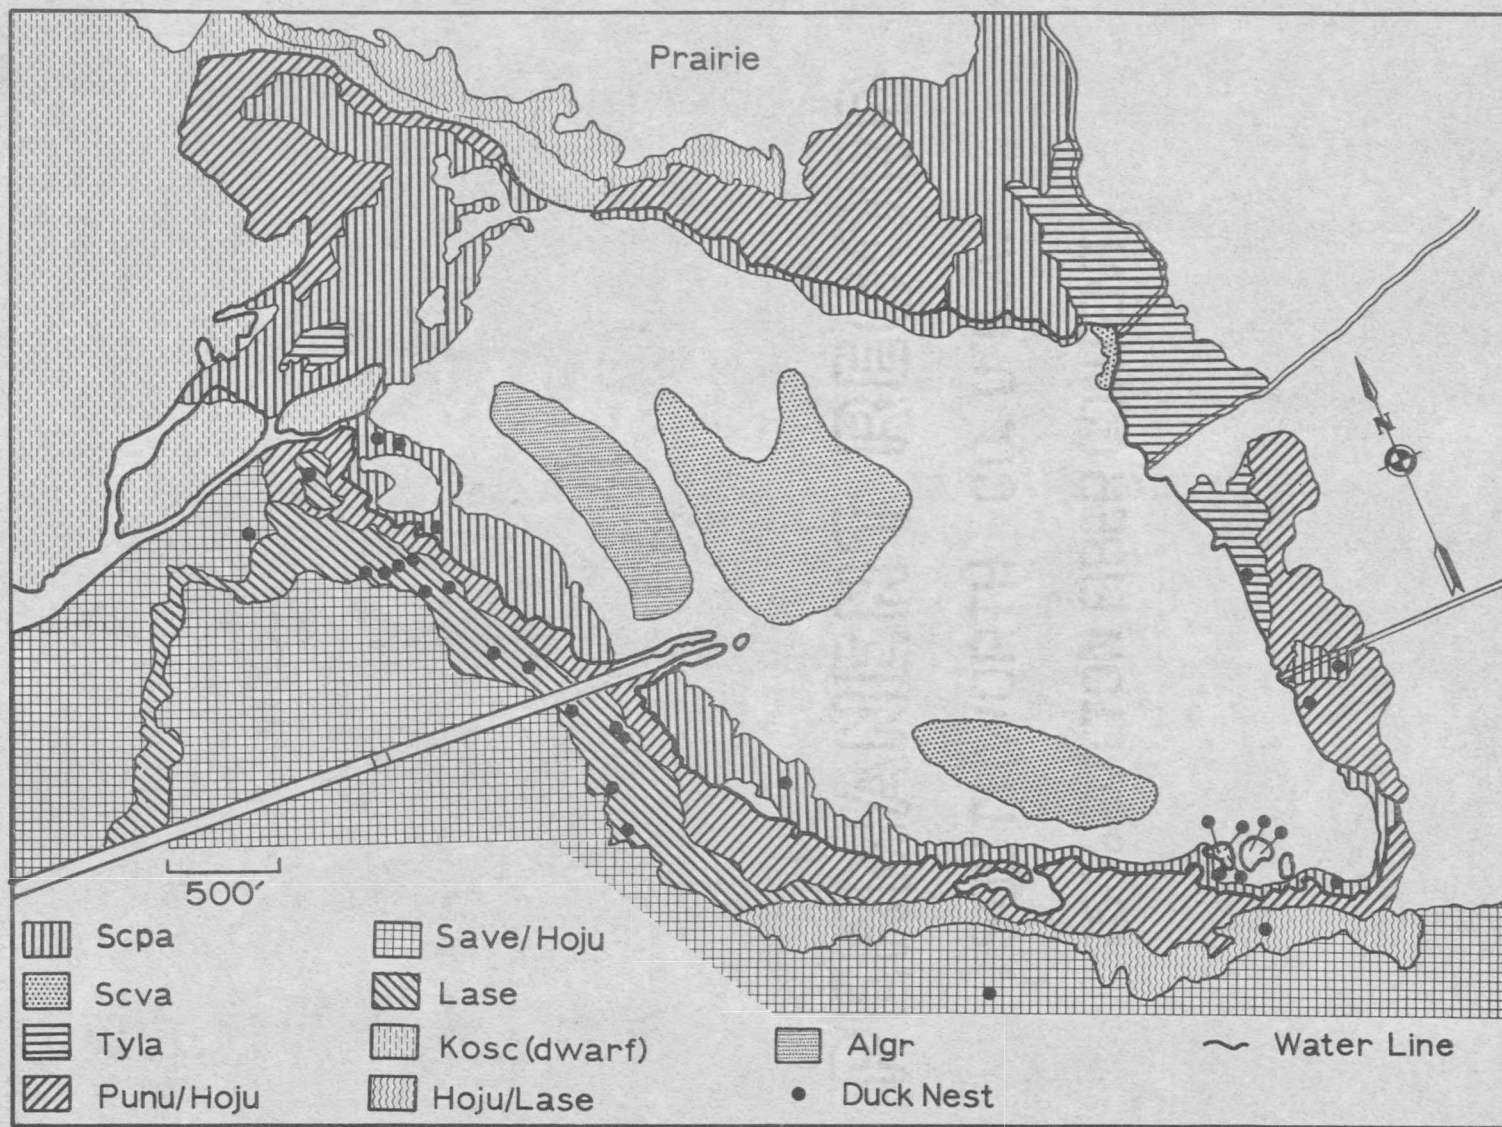 Prairie
N
500'
Scpa
Scva
Tyla
Punu/Hoju
Save/Hoju
Lase
Kosc (dwarf)
Hoju/Lase
Algr
Duck Nest
Water Line